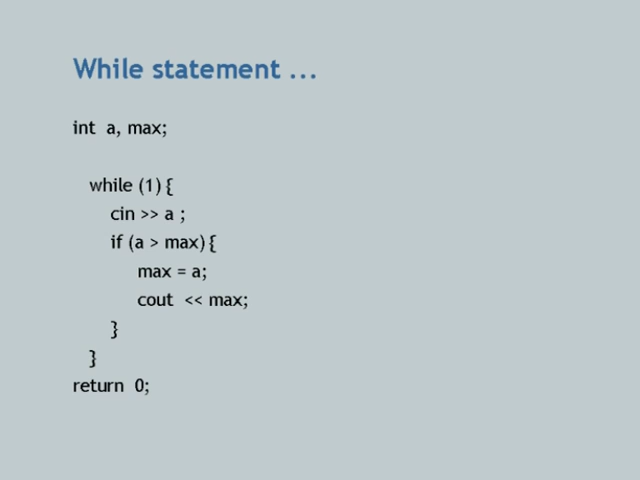 While statement ...
int a, max;
while (1) {
cin >> a ;
if (a > max) {
max = a;
cout << max;
}
}
return 0;